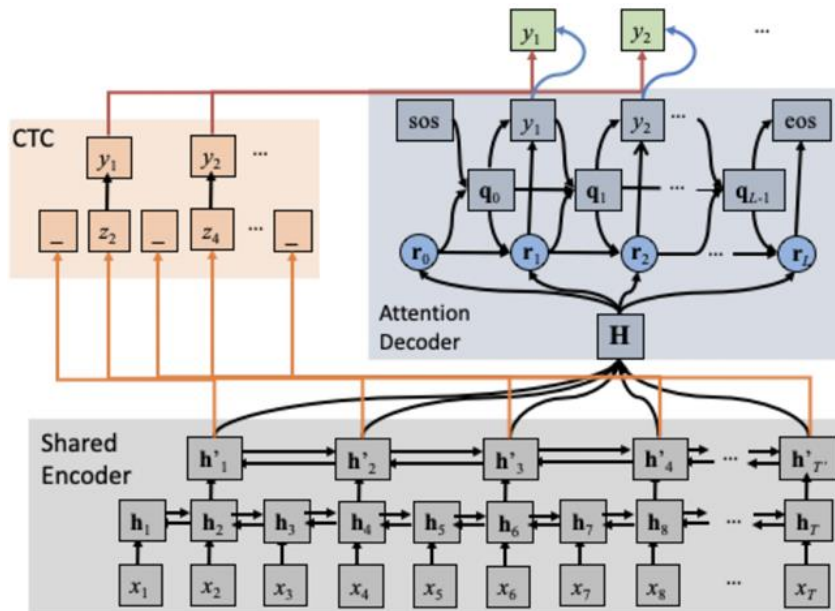 y1 y2 ...
CTC
y1 y2 ...
_ z2 _ z4 ... _
sos y1 y2 ... eos
q0 q1 ... qL-1
r0 r1 r2 ... rL
Attention
Decoder
H
Shared
Encoder
h'1 h'2 h'3 h'4 ... h'T'
h1 h2 h3 h4 h5 h6 h7 h8 ... hT
x1 x2 x3 x4 x5 x6 x7 x8 ... xT